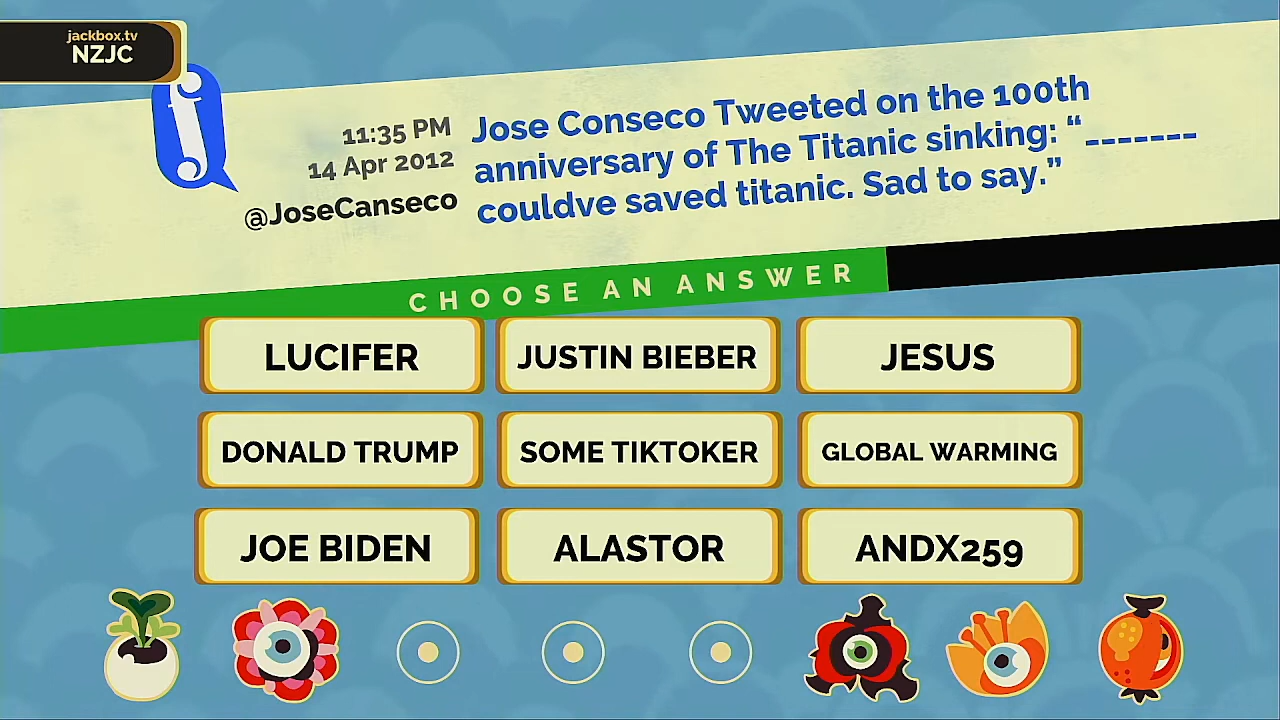 jackbox.tv
NZJC
f
11:35 PM
14 Apr 2012
@JoseCanseco
Jose Conseco Tweeted on the 100th
anniversary of The Titanic sinking: “_______
couldve saved titanic. Sad to say.”
CHOOSE AN ANSWER
LUCIFER
JUSTIN BIEBER
JESUS
DONALD TRUMP
SOME TIKTOKER
GLOBAL WARMING
JOE BIDEN
ALASTOR
ANDX259